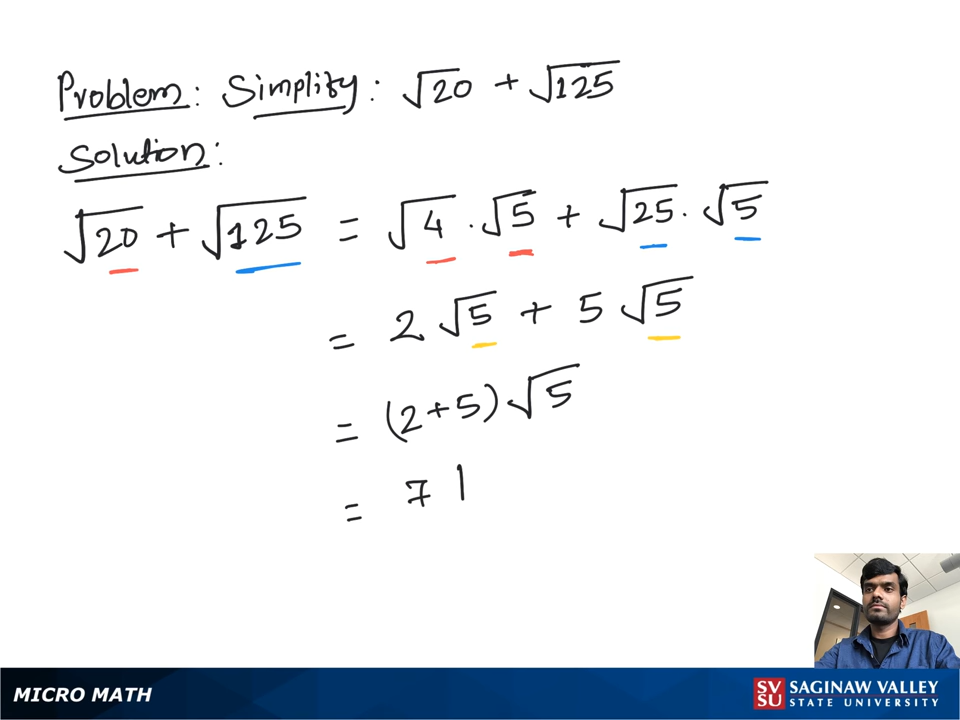 Problem: Simplify: √20 + √125
Solution:
√20 + √125 = √4 · √5 + √25 · √5
= 2 √5 + 5 √5
= (2+5) √5
= 7
MICRO MATH
SV SU SAGINAW VALLEY
STATE UNIVERSITY